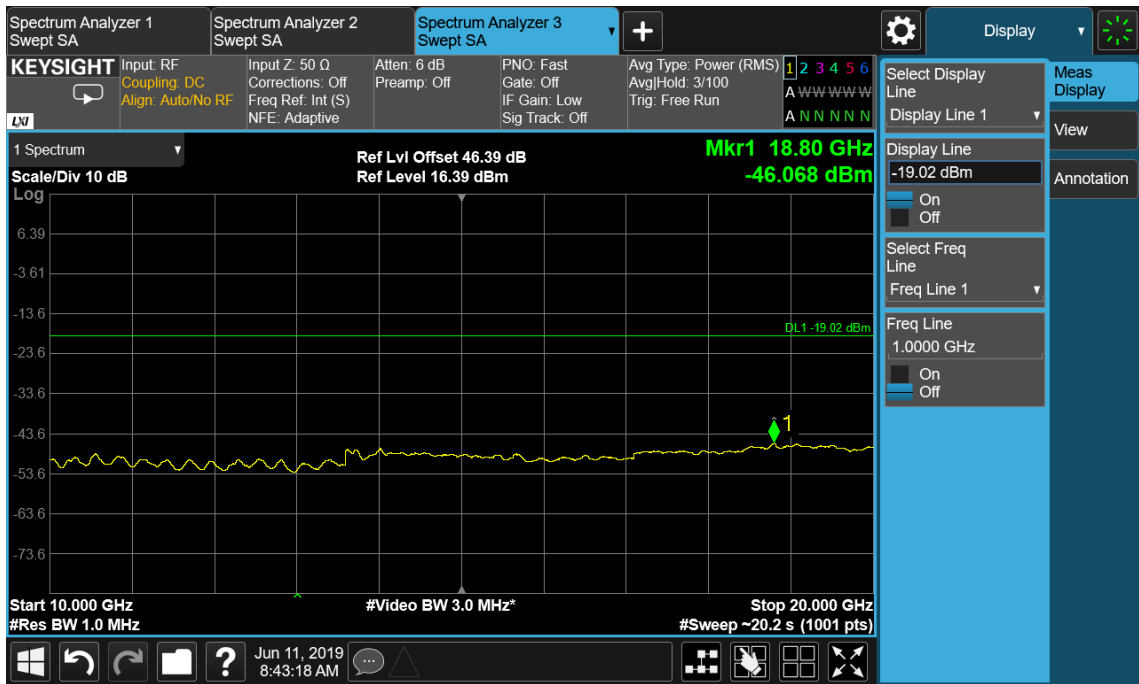 Spectrum Analyzer 1
Swept SA
Spectrum Analyzer 2
Swept SA
Spectrum Analyzer 3
Swept SA
Display
KEYSIGHT
LXI
Input: RF
Coupling: DC
Align: Auto/No RF
Input Z: 50 Ω
Corrections: Off
Freq Ref: Int (S)
NFE: Adaptive
Atten: 6 dB
Preamp: Off
PNO: Fast
Gate: Off
IF Gain: Low
Sig Track: Off
Avg Type: Power (RMS)
Avg|Hold: 3/100
Trig: Free Run
1 2 3 4 5 6
A W W W W W
A N N N N N
1 Spectrum
Scale/Div 10 dB
Log
Ref Lvl Offset 46.39 dB
Ref Level 16.39 dBm
Mkr1 18.80 GHz
-46.068 dBm
6.39
-3.61
-13.6
-23.6
-33.6
-43.6
-53.6
-63.6
-73.6
DL1 -19.02 dBm
1
Start 10.000 GHz
#Res BW 1.0 MHz
#Video BW 3.0 MHz*
Stop 20.000 GHz
#Sweep ~20.2 s (1001 pts)
Select Display
Line
Display Line 1
Display Line
-19.02 dBm
On
Off
Select Freq
Line
Freq Line 1
Freq Line
1.0000 GHz
On
Off
Meas
Display
View
Annotation
?
Jun 11, 2019
8:43:18 AM